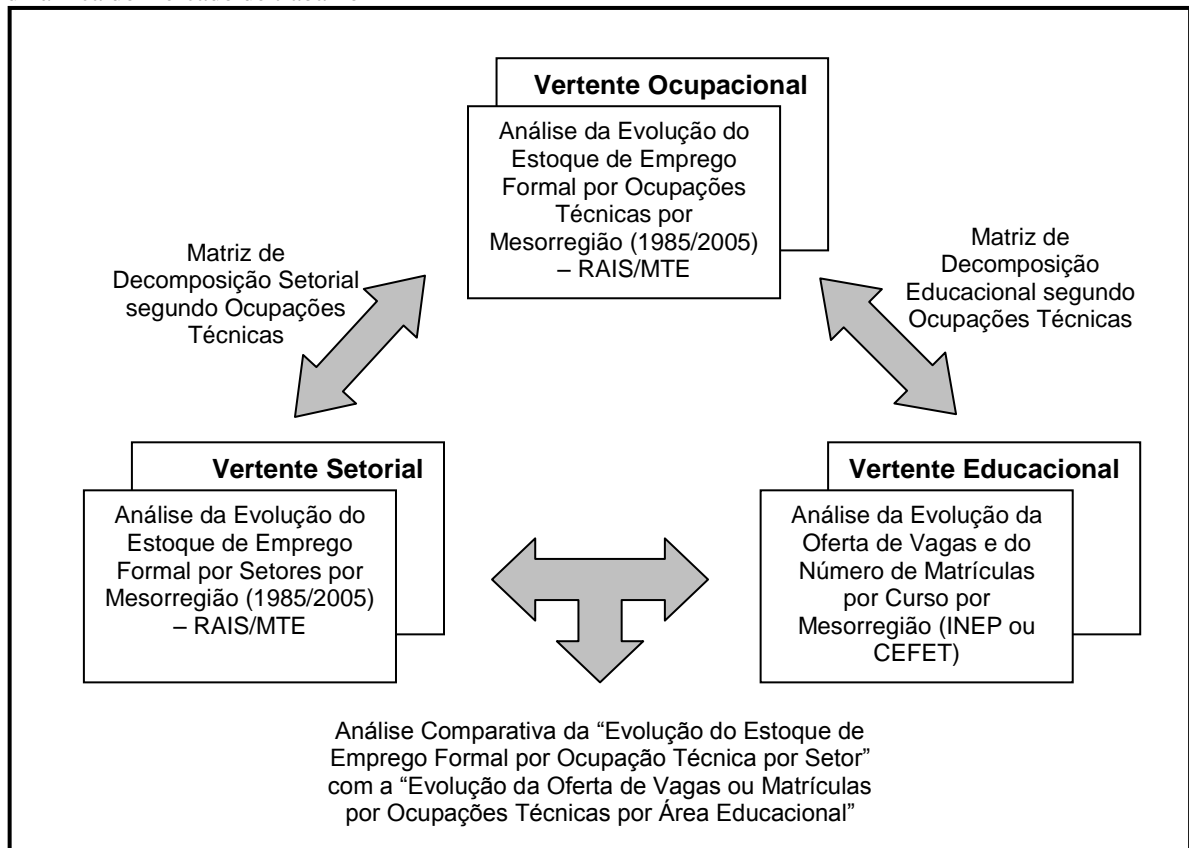 Vertente Ocupacional
Análise da Evolução do
Estoque de Emprego
Formal por Ocupações
Técnicas por
Mesorregião (1985/2005)
– RAIS/MTE
Matriz de
Decomposição Setorial
segundo Ocupações
Técnicas
Matriz de
Decomposição
Educacional segundo
Ocupações Técnicas
Vertente Setorial
Análise da Evolução do
Estoque de Emprego
Formal por Setores por
Mesorregião (1985/2005)
– RAIS/MTE
Vertente Educacional
Análise da Evolução da
Oferta de Vagas e do
Número de Matrículas
por Curso por
Mesorregião (INEP ou
CEFET)
Análise Comparativa da “Evolução do Estoque de
Emprego Formal por Ocupação Técnica por Setor”
com a “Evolução da Oferta de Vagas ou Matrículas
por Ocupações Técnicas por Área Educacional”